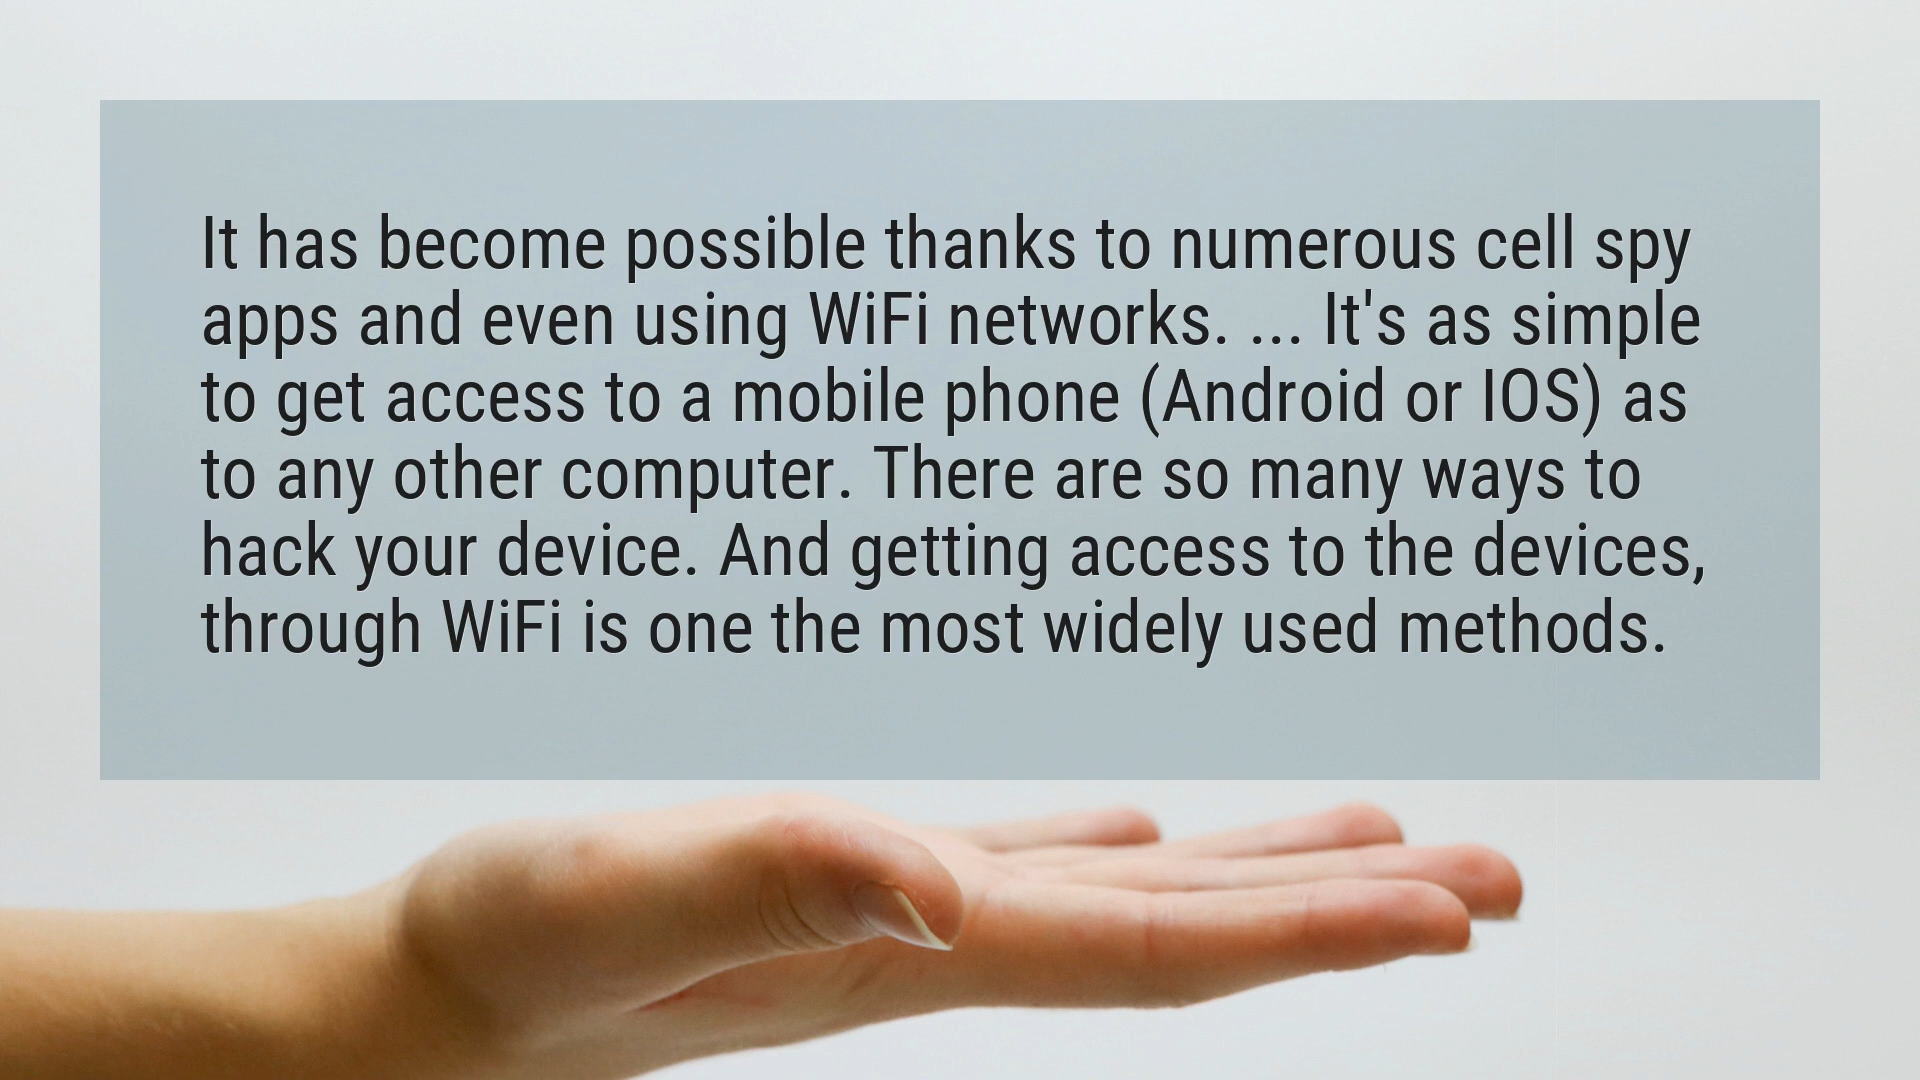 It has become possible thanks to numerous cell spy
apps and even using WiFi networks. ... It's as simple
to get access to a mobile phone (Android or IOS) as
to any other computer. There are so many ways to
hack your device. And getting access to the devices,
through WiFi is one the most widely used methods.